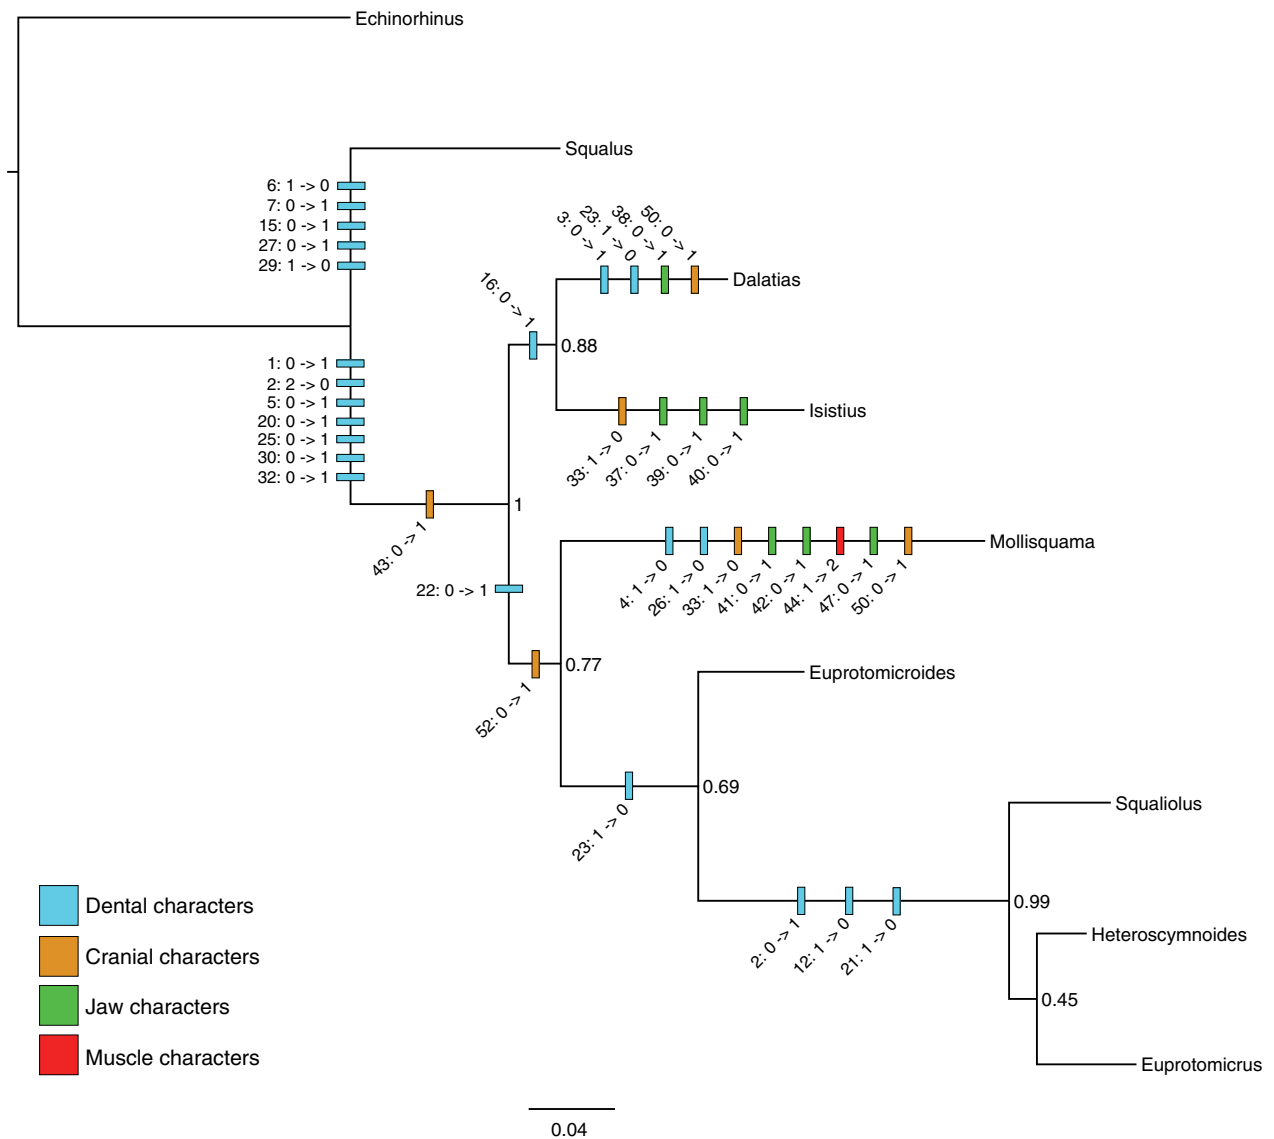 Echinorhinus
Squalus
6: 1 -> 0
7: 0 -> 1
15: 0 -> 1
27: 0 -> 1
29: 1 -> 0
3: 0 -> 1
23: 1 -> 0
38: 0 -> 1
50: 0 -> 1
Dalatias
16: 0 -> 1
0.88
1: 0 -> 1
2: 2 -> 0
5: 0 -> 1
20: 0 -> 1
25: 0 -> 1
30: 0 -> 1
32: 0 -> 1
Isistius
33: 1 -> 0
37: 0 -> 1
39: 0 -> 1
40: 0 -> 1
1
43: 0 -> 1
Mollisquama
4: 1 -> 0
26: 1 -> 0
33: 1 -> 0
41: 0 -> 1
42: 0 -> 1
44: 1 -> 2
47: 0 -> 1
50: 0 -> 1
22: 0 -> 1
0.77
52: 0 -> 1
Euprotomicroides
0.69
23: 1 -> 0
Squaliolus
0.99
2: 0 -> 1
12: 1 -> 0
21: 1 -> 0
Heteroscymnoides
0.45
Euprotomicrus
Dental characters
Cranial characters
Jaw characters
Muscle characters
0.04